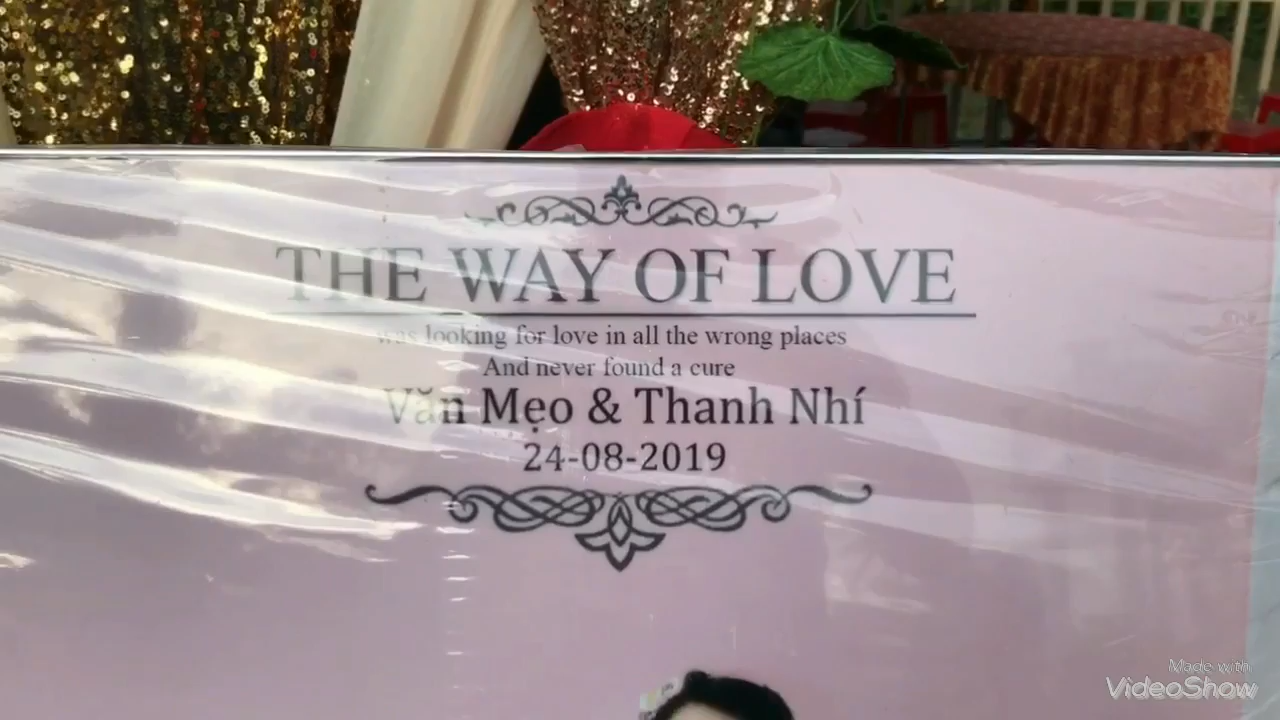 THE WAY OF LOVE
was looking for love in all the wrong places
And never found a cure
Văn Mẹo & Thanh Nhí
24-08-2019
Made with
VideoShow